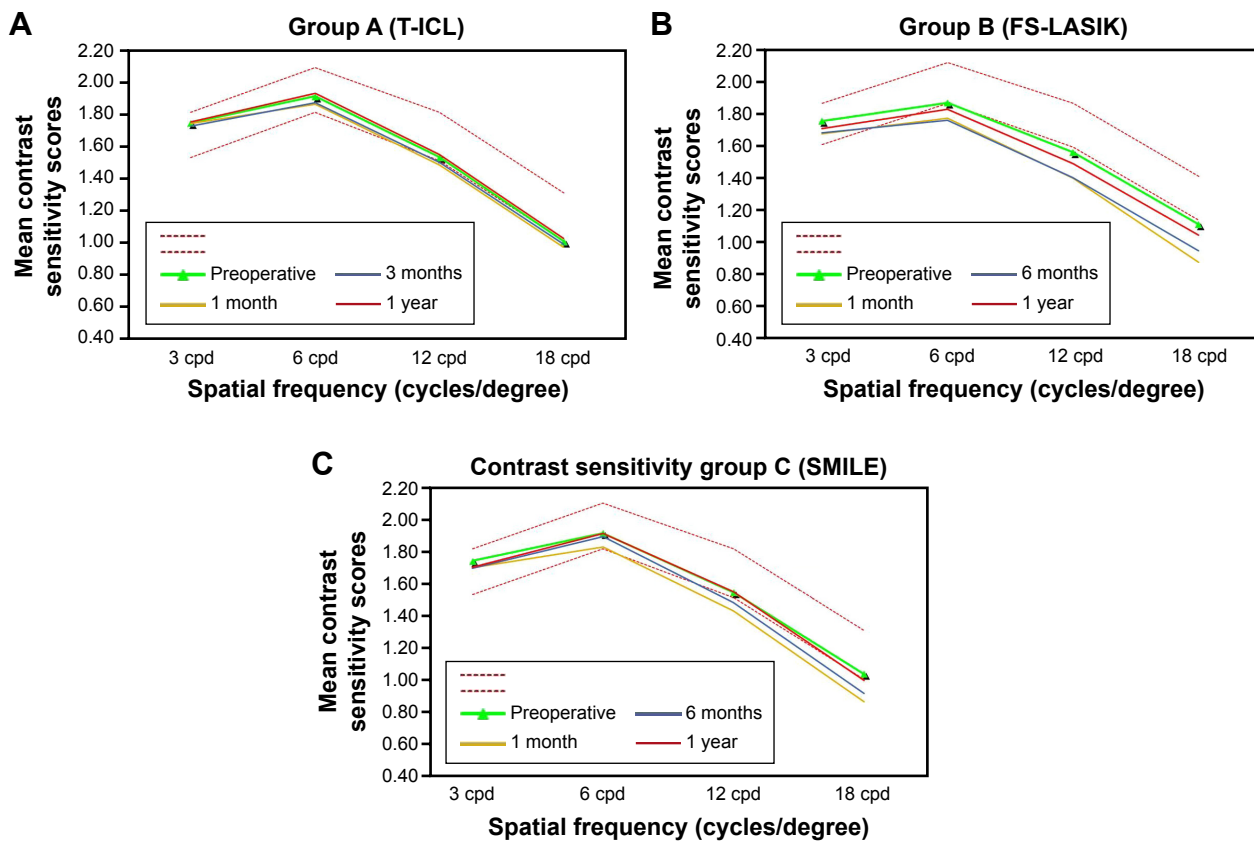 A
Group A (T-ICL)
Mean contrast
sensitivity scores
2.20
2.00
1.80
1.60
1.40
1.20
1.00
0.80
0.60
0.40
Preoperative
3 months
1 month
1 year
3 cpd
6 cpd
12 cpd
18 cpd
Spatial frequency (cycles/degree)
B
Group B (FS-LASIK)
Mean contrast
sensitivity scores
2.20
2.00
1.80
1.60
1.40
1.20
1.00
0.80
0.60
0.40
Preoperative
6 months
1 month
1 year
3 cpd
6 cpd
12 cpd
18 cpd
Spatial frequency (cycles/degree)
C
Contrast sensitivity group C (SMILE)
Mean contrast
sensitivity scores
2.20
2.00
1.80
1.60
1.40
1.20
1.00
0.80
0.60
0.40
Preoperative
6 months
1 month
1 year
3 cpd
6 cpd
12 cpd
18 cpd
Spatial frequency (cycles/degree)